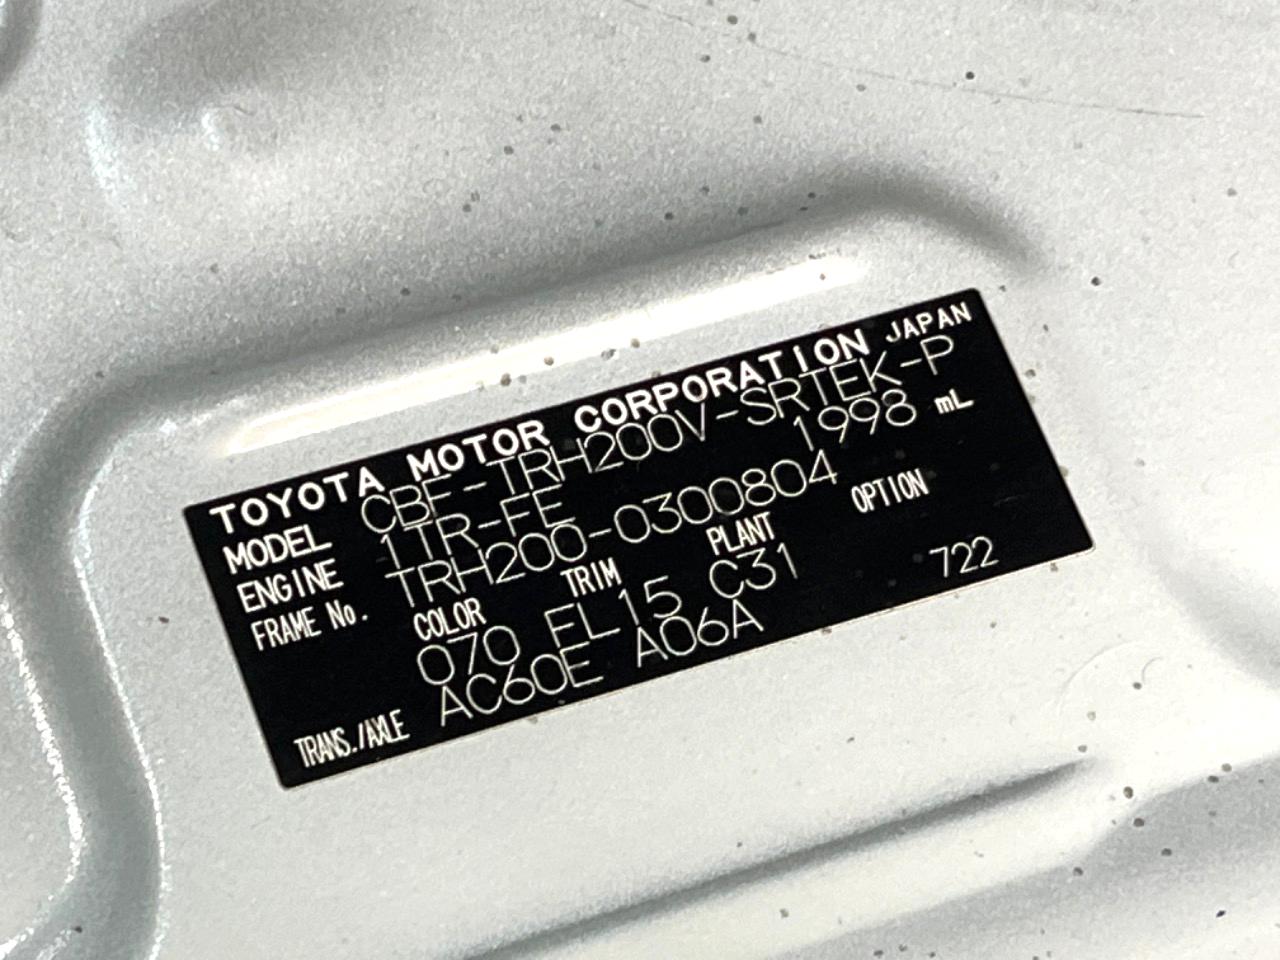 TOYOTA MOTOR CORPORATION JAPAN
MODEL CBF-TRH200V-SRTEK-P
ENGINE 1TR-FE 1998 mL
FRAME No. TRH200-0300804
COLOR TRIM PLANT OPTION
070 FL15 C31 722
TRANS./AXLE AC60E A06A